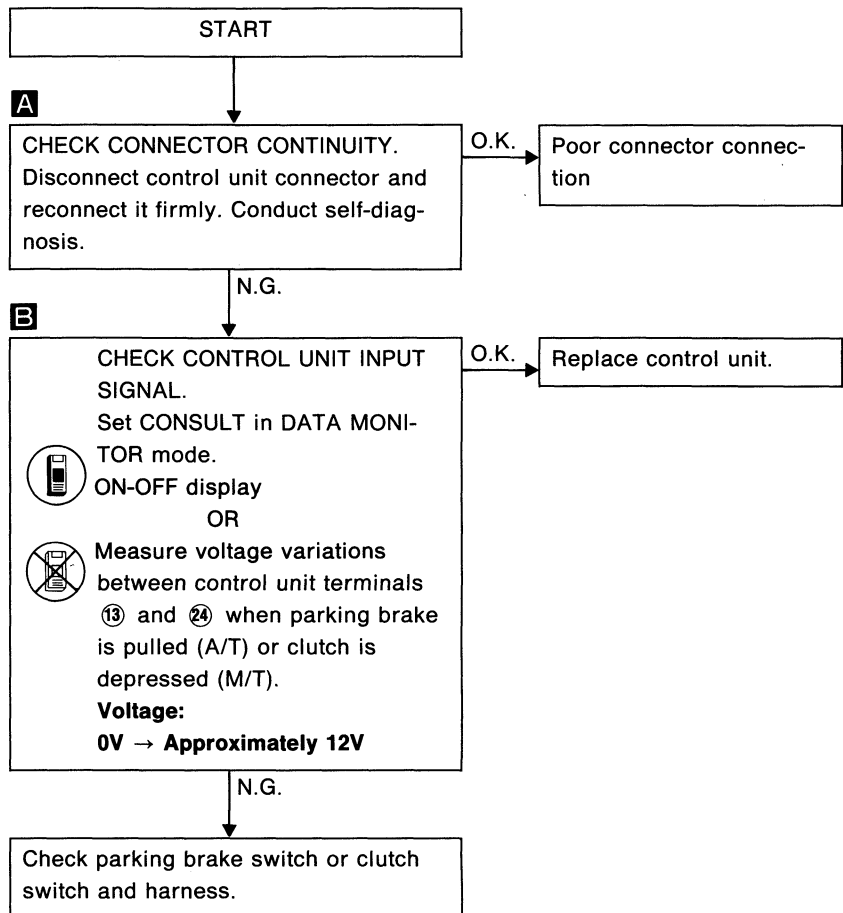 START
A
CHECK CONNECTOR CONTINUITY.
Disconnect control unit connector and
reconnect it firmly. Conduct self-diag-
nosis.
O.K.
Poor connector connec-
tion
N.G.
B
CHECK CONTROL UNIT INPUT
SIGNAL.
Set CONSULT in DATA MONI-
TOR mode.
ON-OFF display
OR
Measure voltage variations
between control unit terminals
⑬ and ㉔ when parking brake
is pulled (A/T) or clutch is
depressed (M/T).
Voltage:
0V → Approximately 12V
O.K.
Replace control unit.
N.G.
Check parking brake switch or clutch
switch and harness.